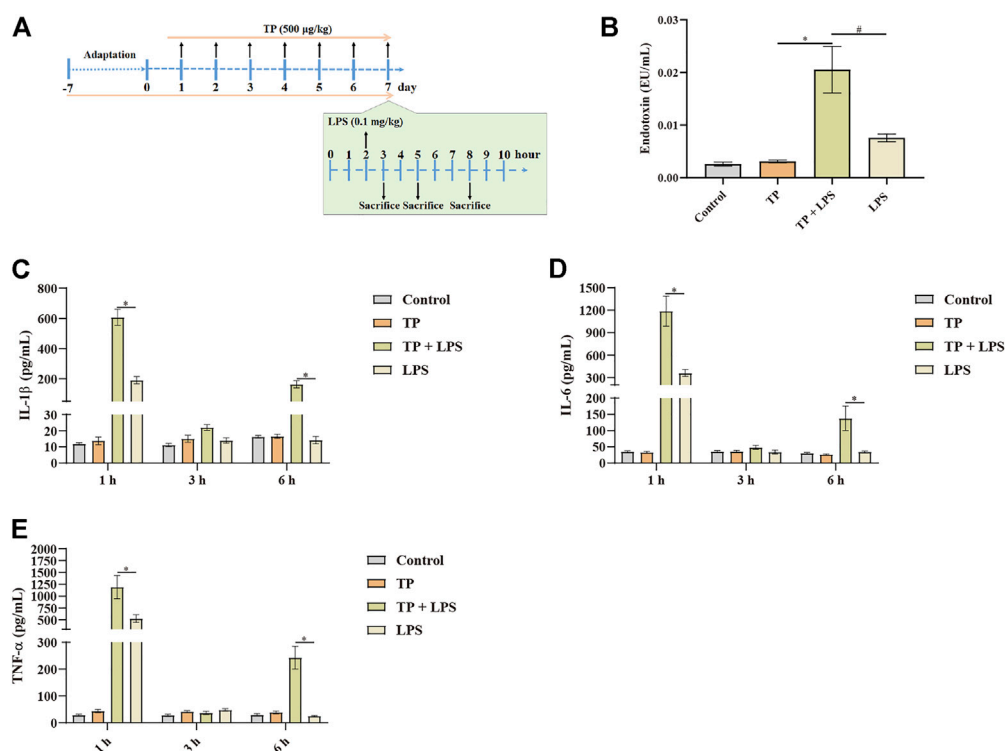 A
TP (500 μg/kg)
Adaptation
-7 0 1 2 3 4 5 6 7 day
LPS (0.1 mg/kg)
0 1 2 3 4 5 6 7 8 9 10 hour
Sacrifice Sacrifice Sacrifice
B
Endotoxin (EU/mL)
0.03
0.02
0.01
0.00
* #
Control TP TP + LPS LPS
C
IL-1β (pg/mL)
800
600
400
200
30
20
10
0
* *
1 h 3 h 6 h
Control
TP
TP + LPS
LPS
D
IL-6 (pg/mL)
1500
1200
900
600
300
200
150
100
50
0
* *
1 h 3 h 6 h
Control
TP
TP + LPS
LPS
E
TNF-α (pg/mL)
2000
1750
1500
1250
1000
750
500
300
200
100
0
* *
1 h 3 h 6 h
Control
TP
TP + LPS
LPS